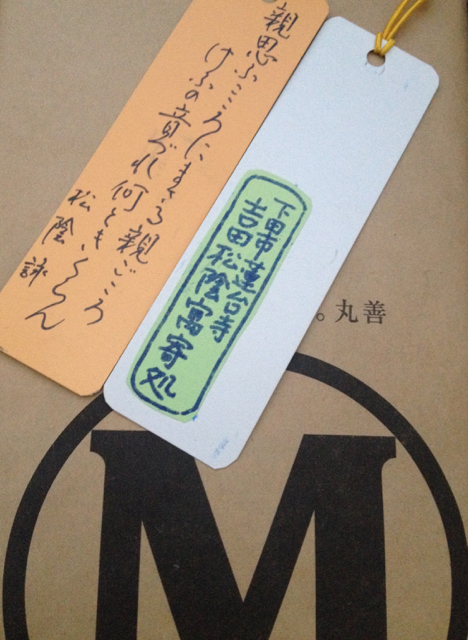 親思ふこころにまさる親ごころ
けふの音づれ何ときくらん
松陰 詠
下田市蓮台寺
吉田松陰寓寄処
。丸善
M